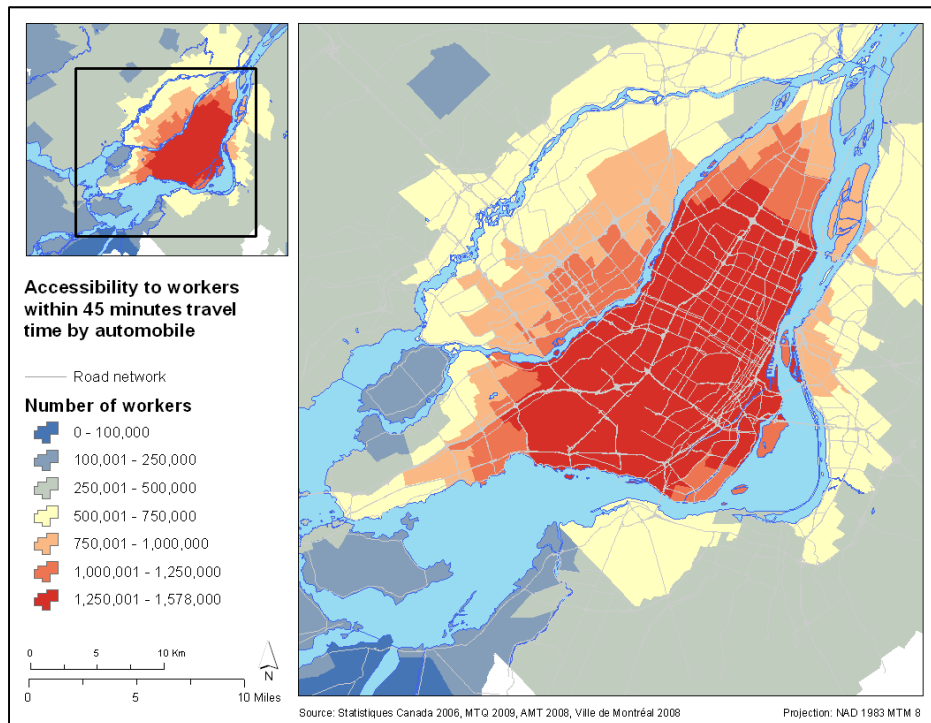 Accessibility to workers
within 45 minutes travel
time by automobile
Road network
Number of workers
0 - 100,000
100,001 - 250,000
250,001 - 500,000
500,001 - 750,000
750,001 - 1,000,000
1,000,001 - 1,250,000
1,250,001 - 1,578,000
0 5 10 Km
N
0 5 10 Miles
Source: Statistiques Canada 2006, MTQ 2009, AMT 2008, Ville de Montréal 2008
Projection: NAD 1983 MTM 8